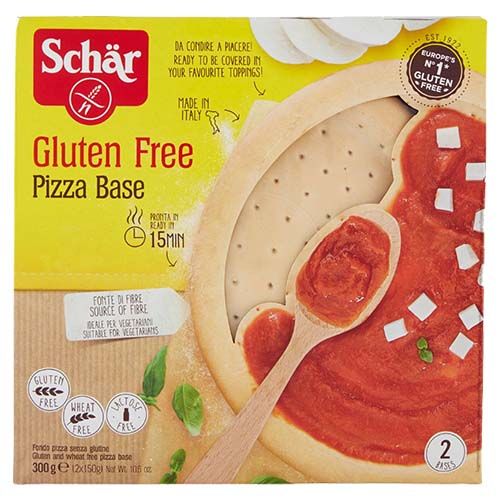 Schär
DA CONDIRE A PIACERE!
READY TO BE COVERED IN
YOUR FAVOURITE TOPPINGS!
EST. 1922
EUROPE'S
N°1*
GLUTEN
FREE
MADE IN
ITALY
Gluten Free
Pizza Base
PRONTA IN
READY IN
15MIN
FONTE DI FIBRE
SOURCE OF FIBRE
IDEALE PER VEGETARIANI
SUITABLE FOR VEGETARIANS
GLUTEN
FREE
WHEAT
FREE
LACTOSE
FREE
Fondo pizza senza glutine
Gluten and wheat free pizza base
300g e (2x150g) Net Wt. 10.6 oz
2
BASES